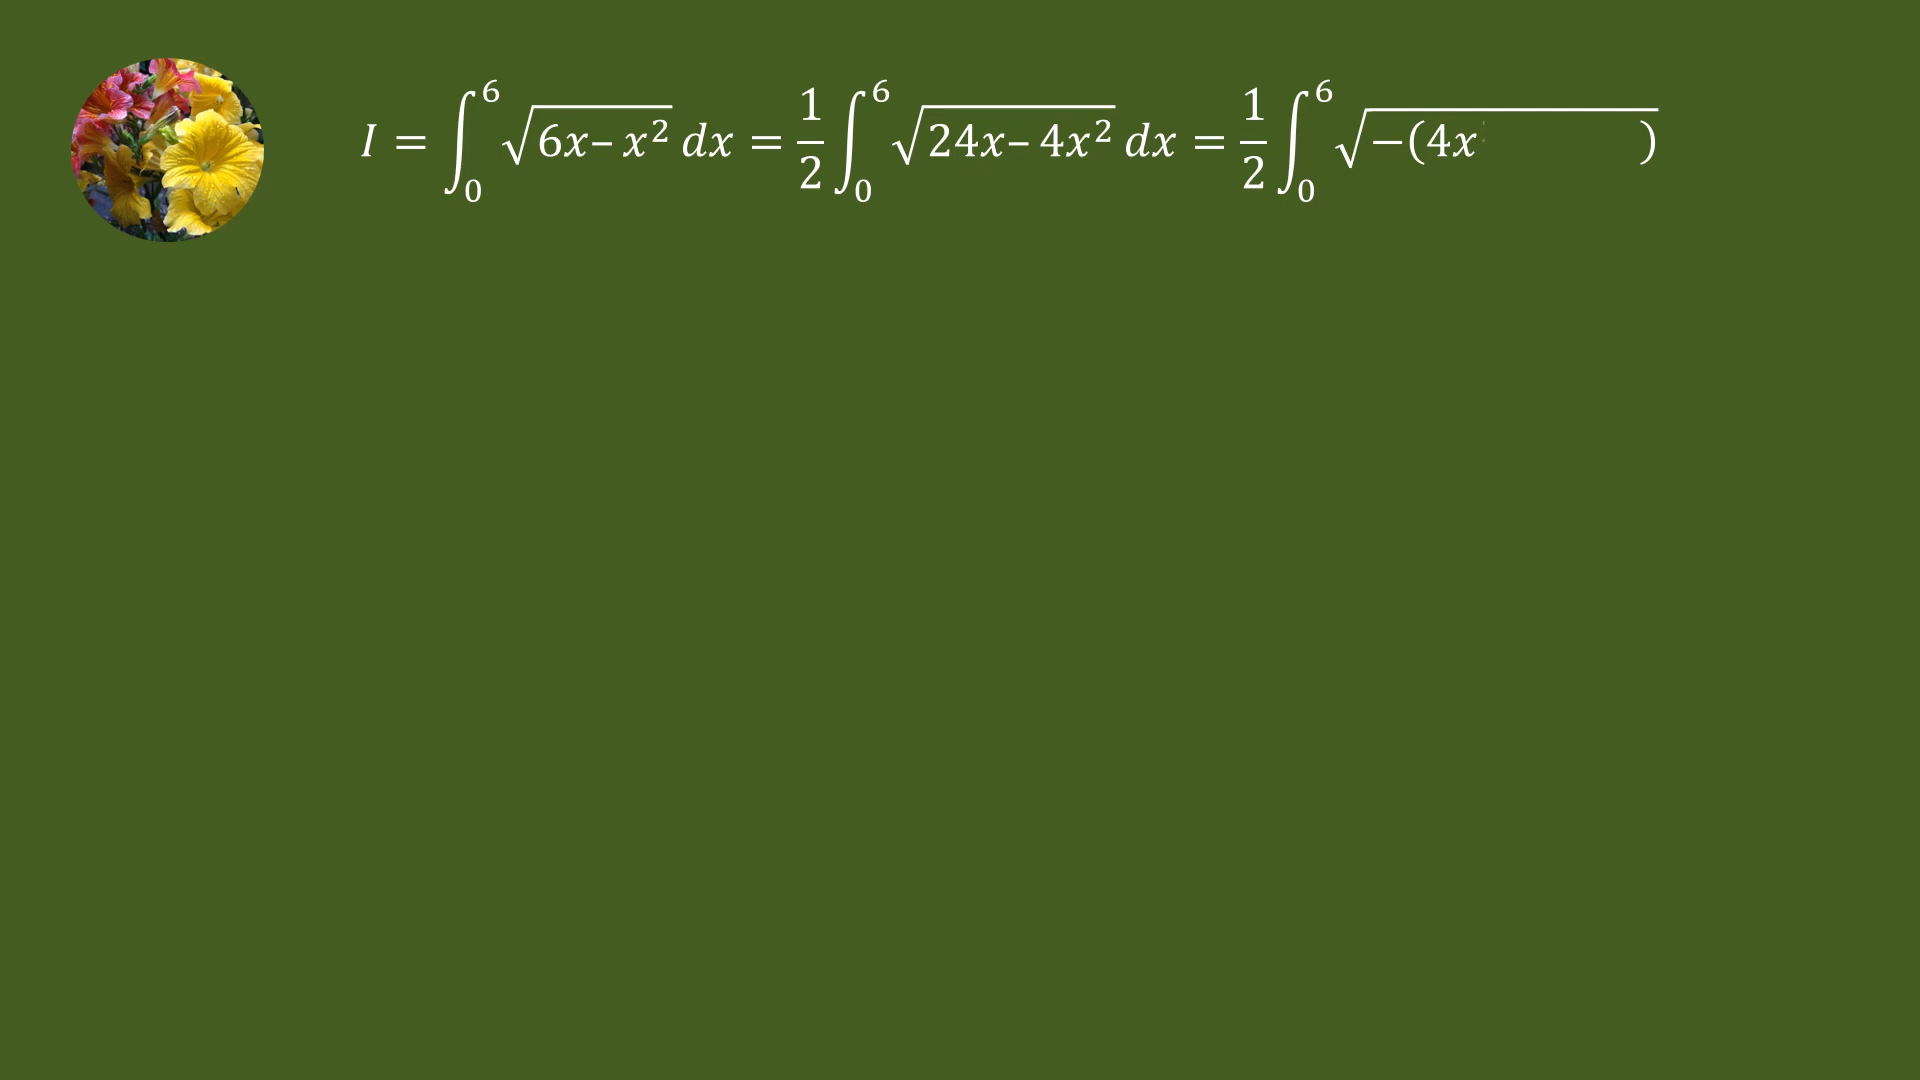 I = ∫₀⁶ √(6x– x²) dx = 1/2 ∫₀⁶ √(24x– 4x²) dx = 1/2 ∫₀⁶ √(−(4x ))